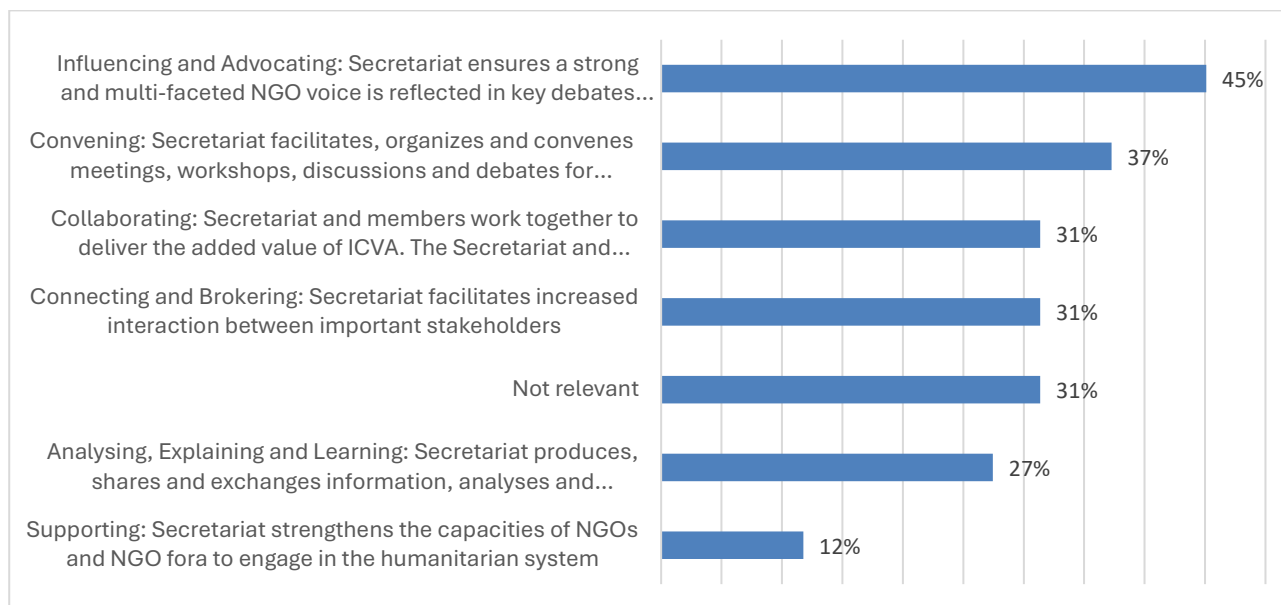 Influencing and Advocating: Secretariat ensures a strong
and multi-faceted NGO voice is reflected in key debates...
45%
Convening: Secretariat facilitates, organizes and convenes
meetings, workshops, discussions and debates for...
37%
Collaborating: Secretariat and members work together to
deliver the added value of ICVA. The Secretariat and...
31%
Connecting and Brokering: Secretariat facilitates increased
interaction between important stakeholders
31%
Not relevant
31%
Analysing, Explaining and Learning: Secretariat produces,
shares and exchanges information, analyses and...
27%
Supporting: Secretariat strengthens the capacities of NGOs
and NGO fora to engage in the humanitarian system
12%